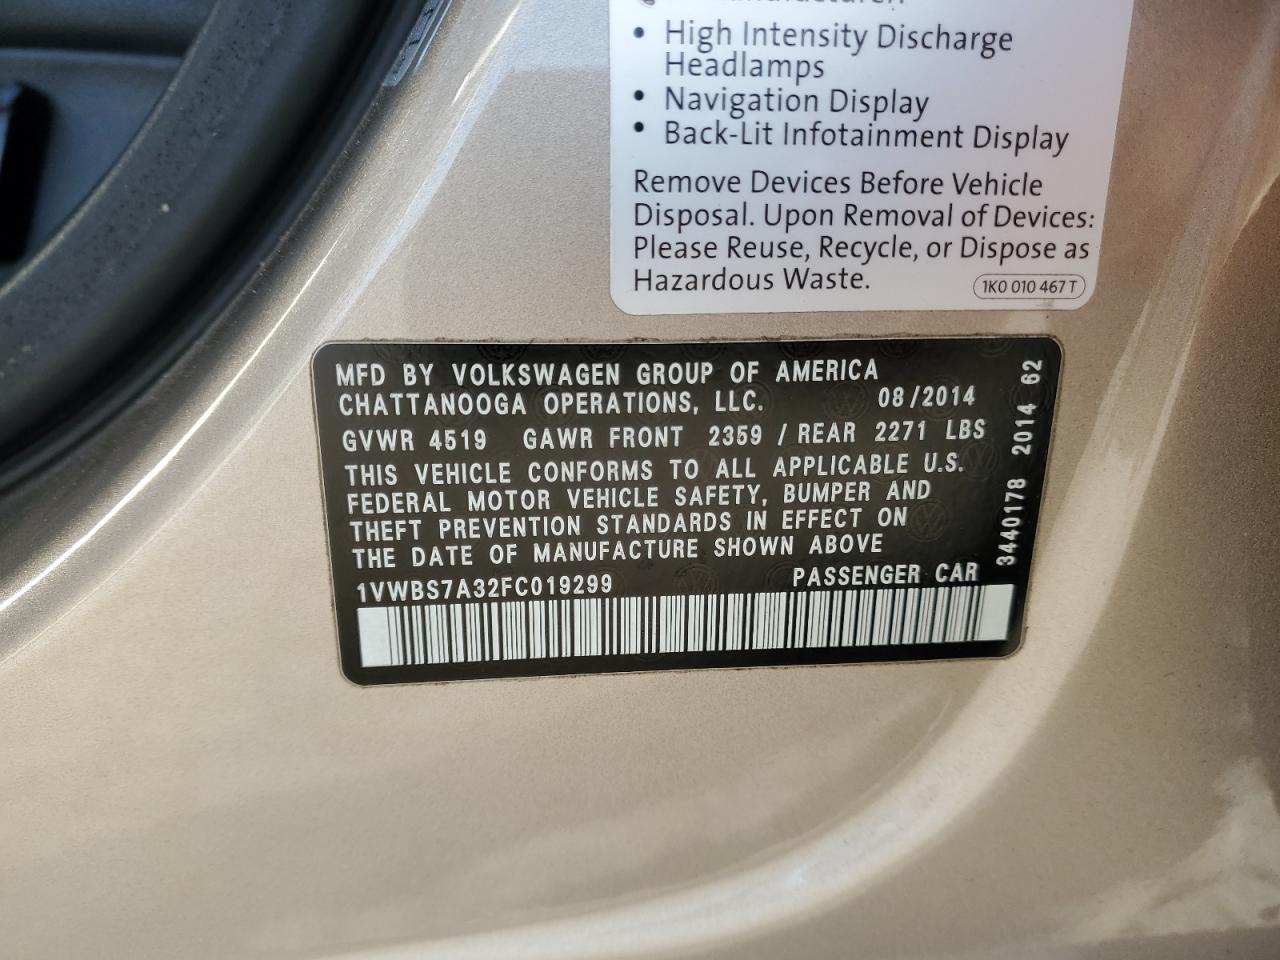 • High Intensity Discharge
Headlamps
• Navigation Display
• Back-Lit Infotainment Display
Remove Devices Before Vehicle
Disposal. Upon Removal of Devices:
Please Reuse, Recycle, or Dispose as
Hazardous Waste.
1K0 010 467 T
MFD BY VOLKSWAGEN GROUP OF AMERICA
CHATTANOOGA OPERATIONS, LLC. 08/2014
GVWR 4519 GAWR FRONT 2359 / REAR 2271 LBS
THIS VEHICLE CONFORMS TO ALL APPLICABLE U.S.
FEDERAL MOTOR VEHICLE SAFETY, BUMPER AND
THEFT PREVENTION STANDARDS IN EFFECT ON
THE DATE OF MANUFACTURE SHOWN ABOVE
1VWBS7A32FC019299 PASSENGER CAR
3440178 2014 62